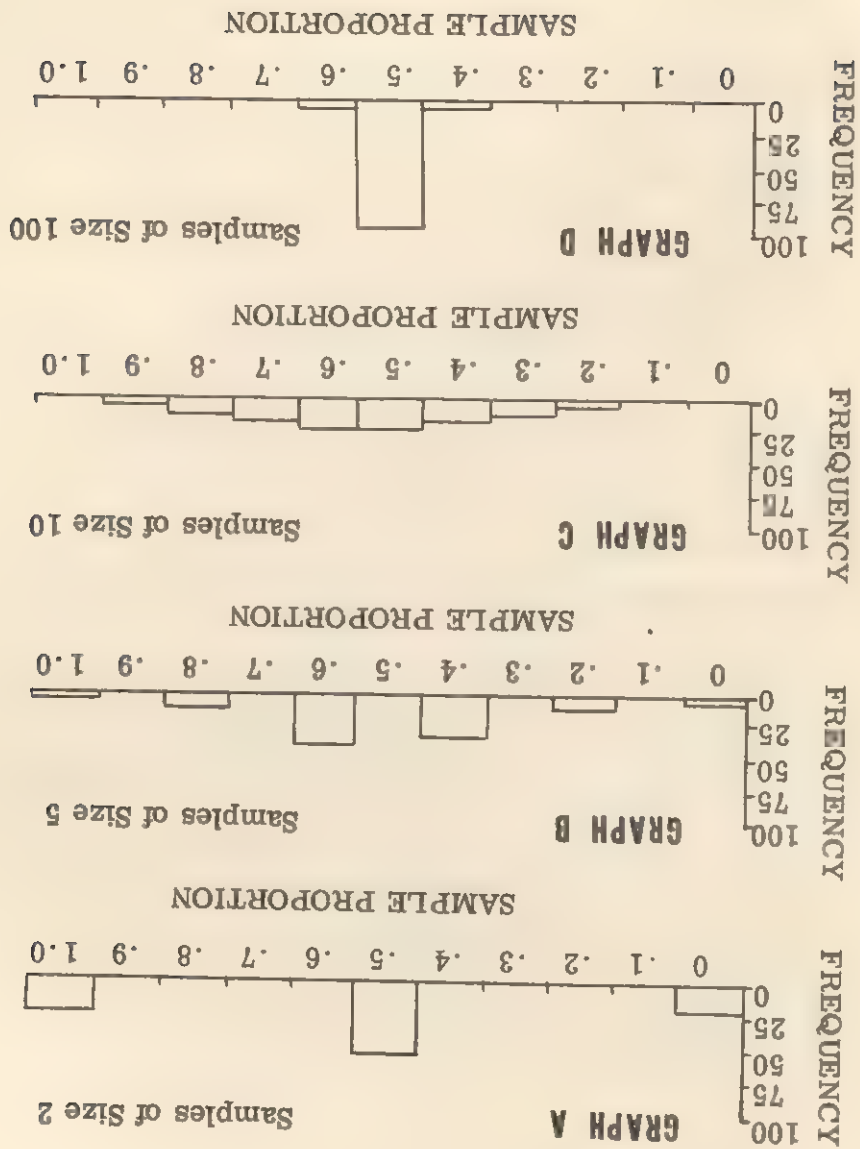 FREQUENCY
100 GRAPH A Samples of Size 2
75
50
25
0
0 .1 .2 .3 .4 .5 .6 .7 .8 .9 1.0
SAMPLE PROPORTION
FREQUENCY
100 GRAPH B Samples of Size 5
75
50
25
0
0 .1 .2 .3 .4 .5 .6 .7 .8 .9 1.0
SAMPLE PROPORTION
FREQUENCY
100 GRAPH C Samples of Size 10
75
50
25
0
0 .1 .2 .3 .4 .5 .6 .7 .8 .9 1.0
SAMPLE PROPORTION
FREQUENCY
100 GRAPH D Samples of Size 100
75
50
25
0
0 .1 .2 .3 .4 .5 .6 .7 .8 .9 1.0
SAMPLE PROPORTION